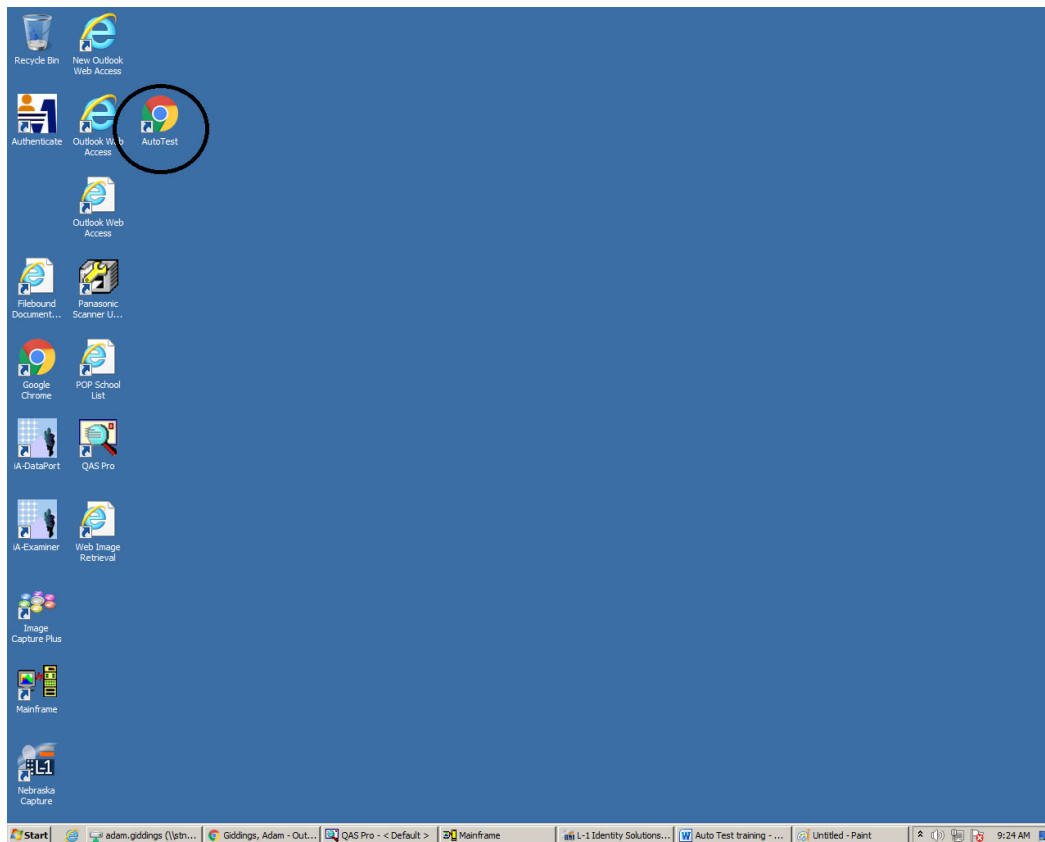 Recycle Bin
New Outlook
Web Access
Authenticate
Outlook Web
Access
AutoTest
Outlook Web
Access
Filebound
Document...
Panasonic
Scanner U...
Google
Chrome
POP School
List
iA-DataPort
QAS Pro
iA-Examiner
Web Image
Retrieval
Image
Capture Plus
Mainframe
L-1
Nebraska
Capture
Start
adam.giddings (\\stn...
Giddings, Adam - Out...
QAS Pro - < Default >
Mainframe
L-1 Identity Solutions...
Auto Test training - ...
Untitled - Paint
9:24 AM